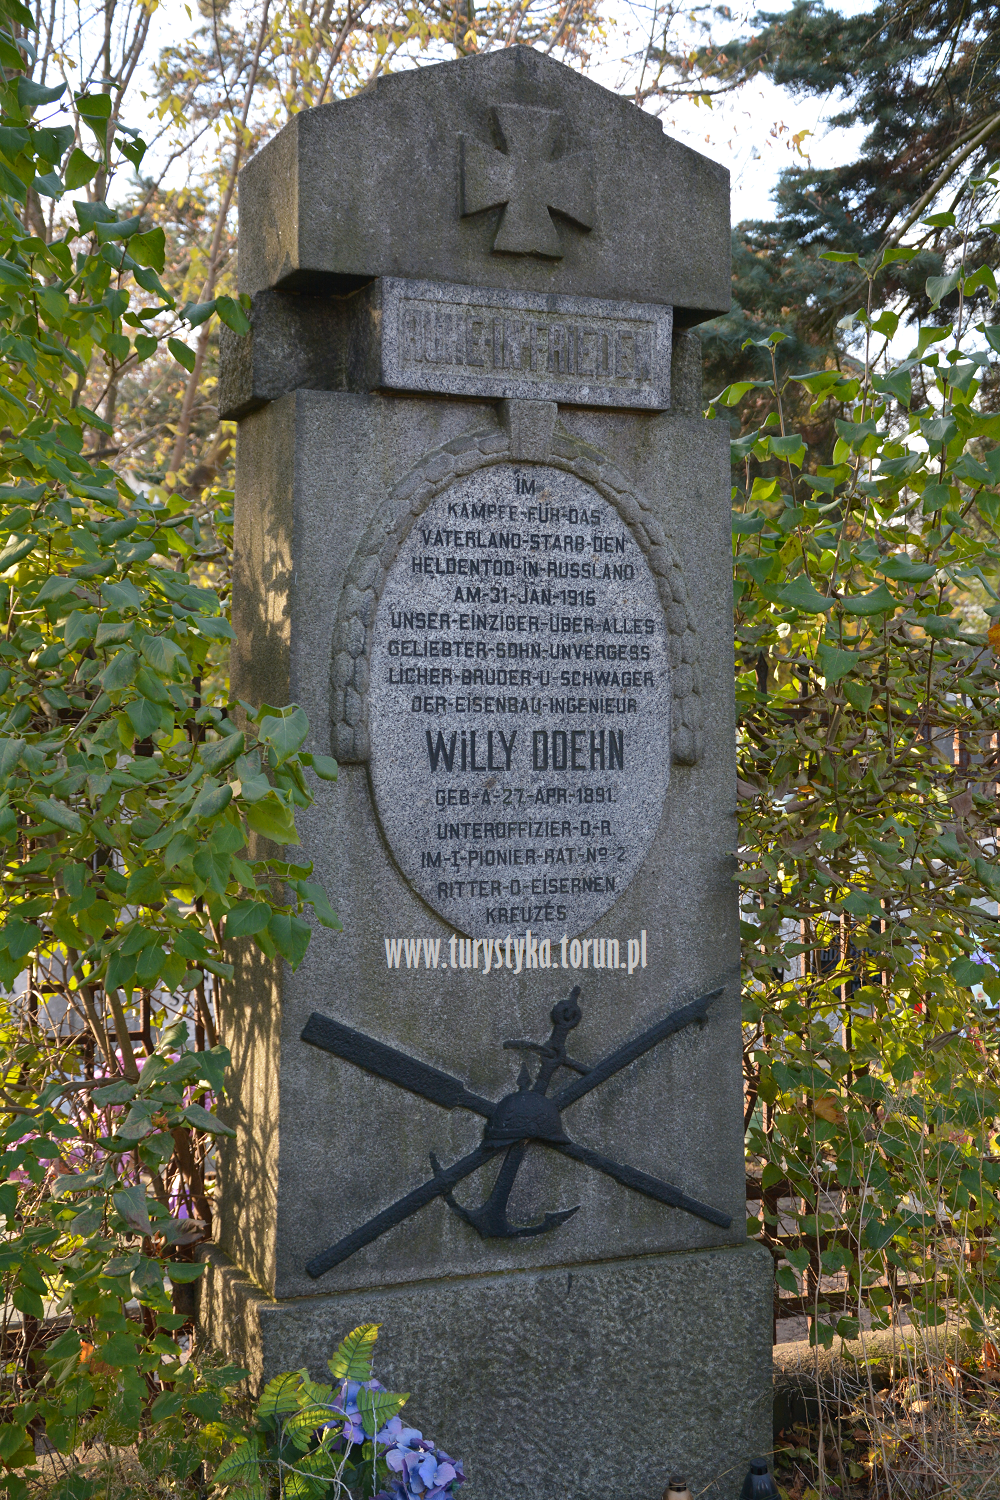 RUHE-IN-FRIEDEN
IM
KAMPFE-FÜR-DAS
VATERLAND-STARB-DEN
HELDENTOD-IN-RUSSLAND
AM-31-JAN-1915
UNSER-EINZIGER-ÜBER-ALLES
GELIEBTER-SOHN-UNVERGESS
LICHER-BRUDER-U-SCHWAGER
DER-EISENBAU-INGENIEUR
WILLY DOEHN
GEB-A-27-APR-1891.
UNTEROFFIZIER-D-R.
IM-I-PIONIER-BAT-No-2
RITTER-D-EISERNEN
KREUZES
www.turystyka.torun.pl